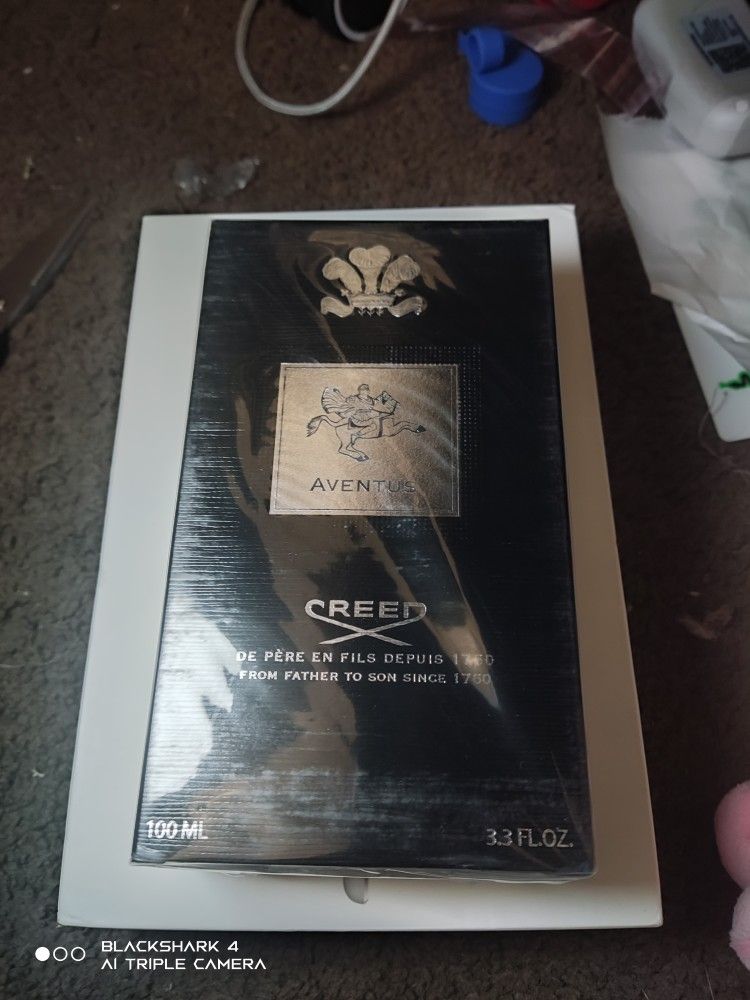 AVENTUS
CREED
DE PÈRE EN FILS DEPUIS 1760
FROM FATHER TO SON SINCE 1760
100 ML
3.3 FL.OZ.
BLACKSHARK 4
AI TRIPLE CAMERA